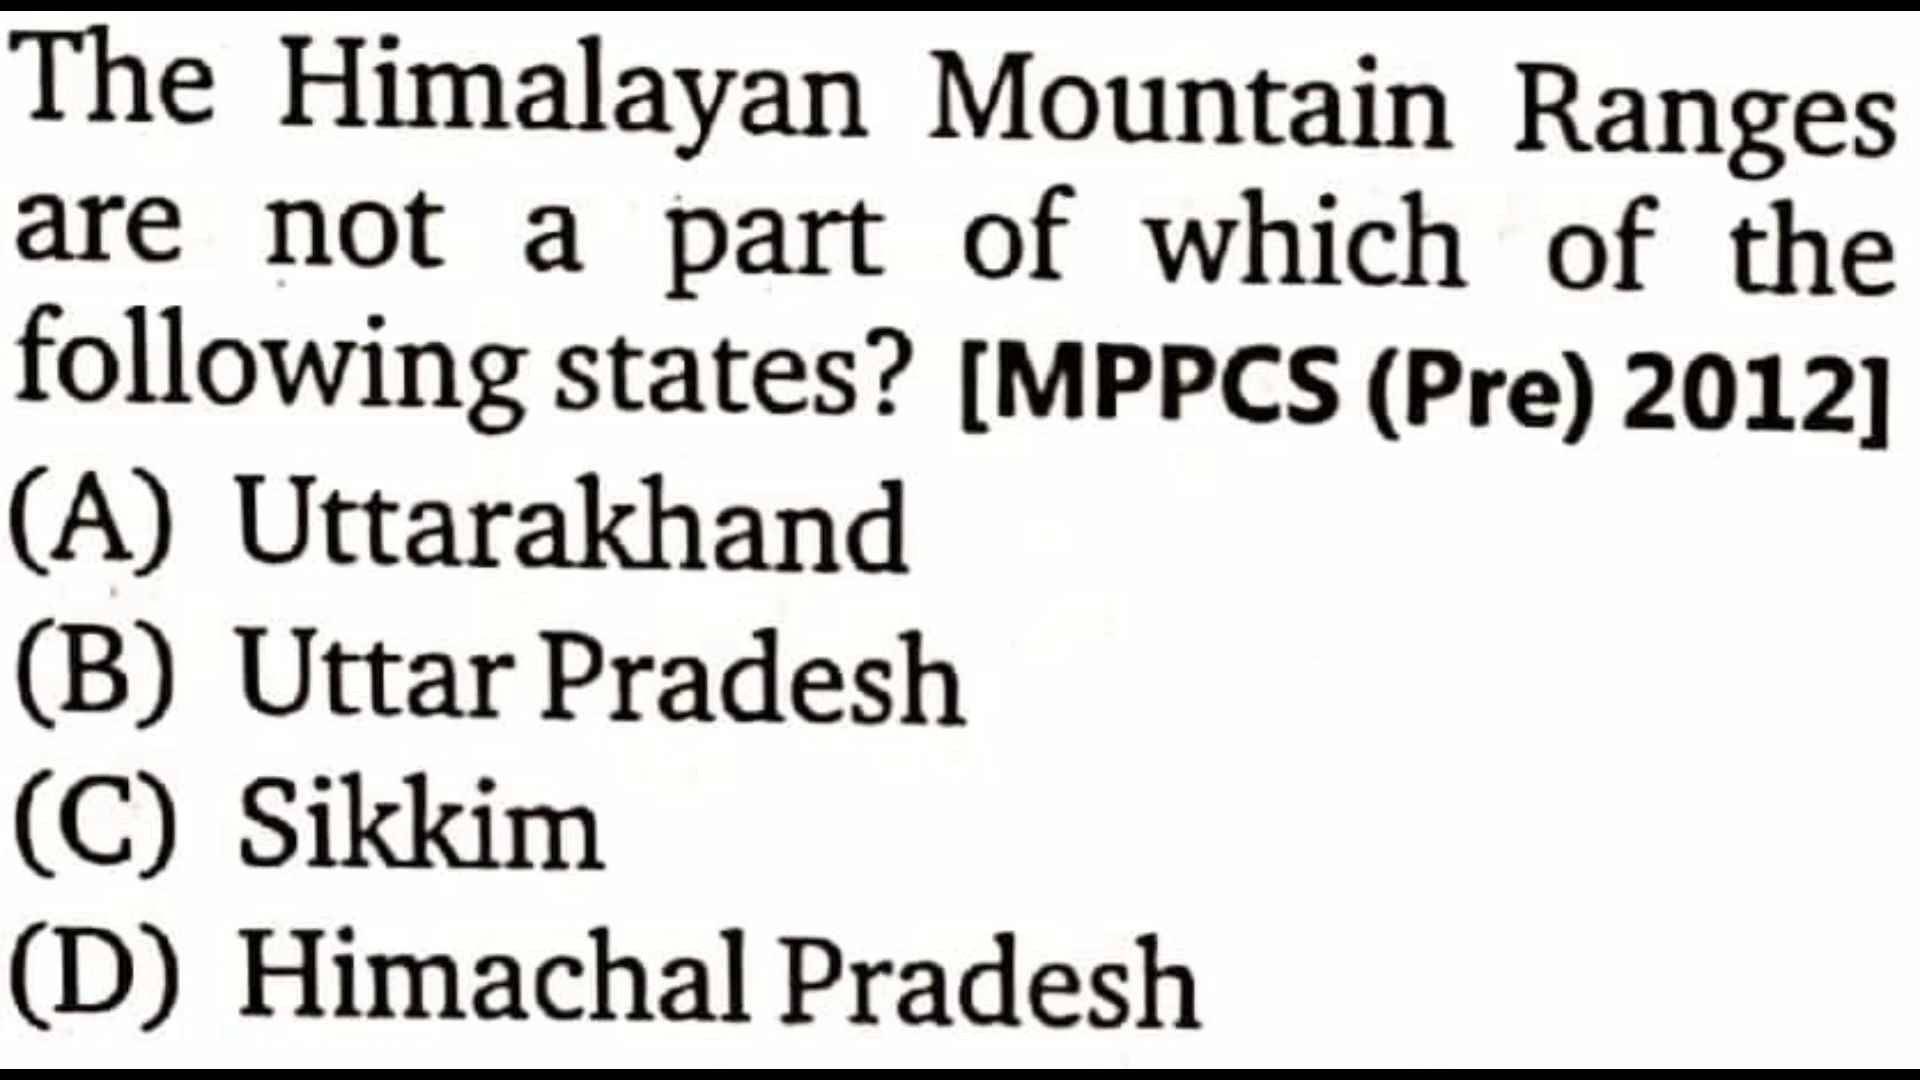 The Himalayan Mountain Ranges
are not a part of which of the
following states? [MPPCS (Pre) 2012]
(A) Uttarakhand
(B) Uttar Pradesh
(C) Sikkim
(D) Himachal Pradesh